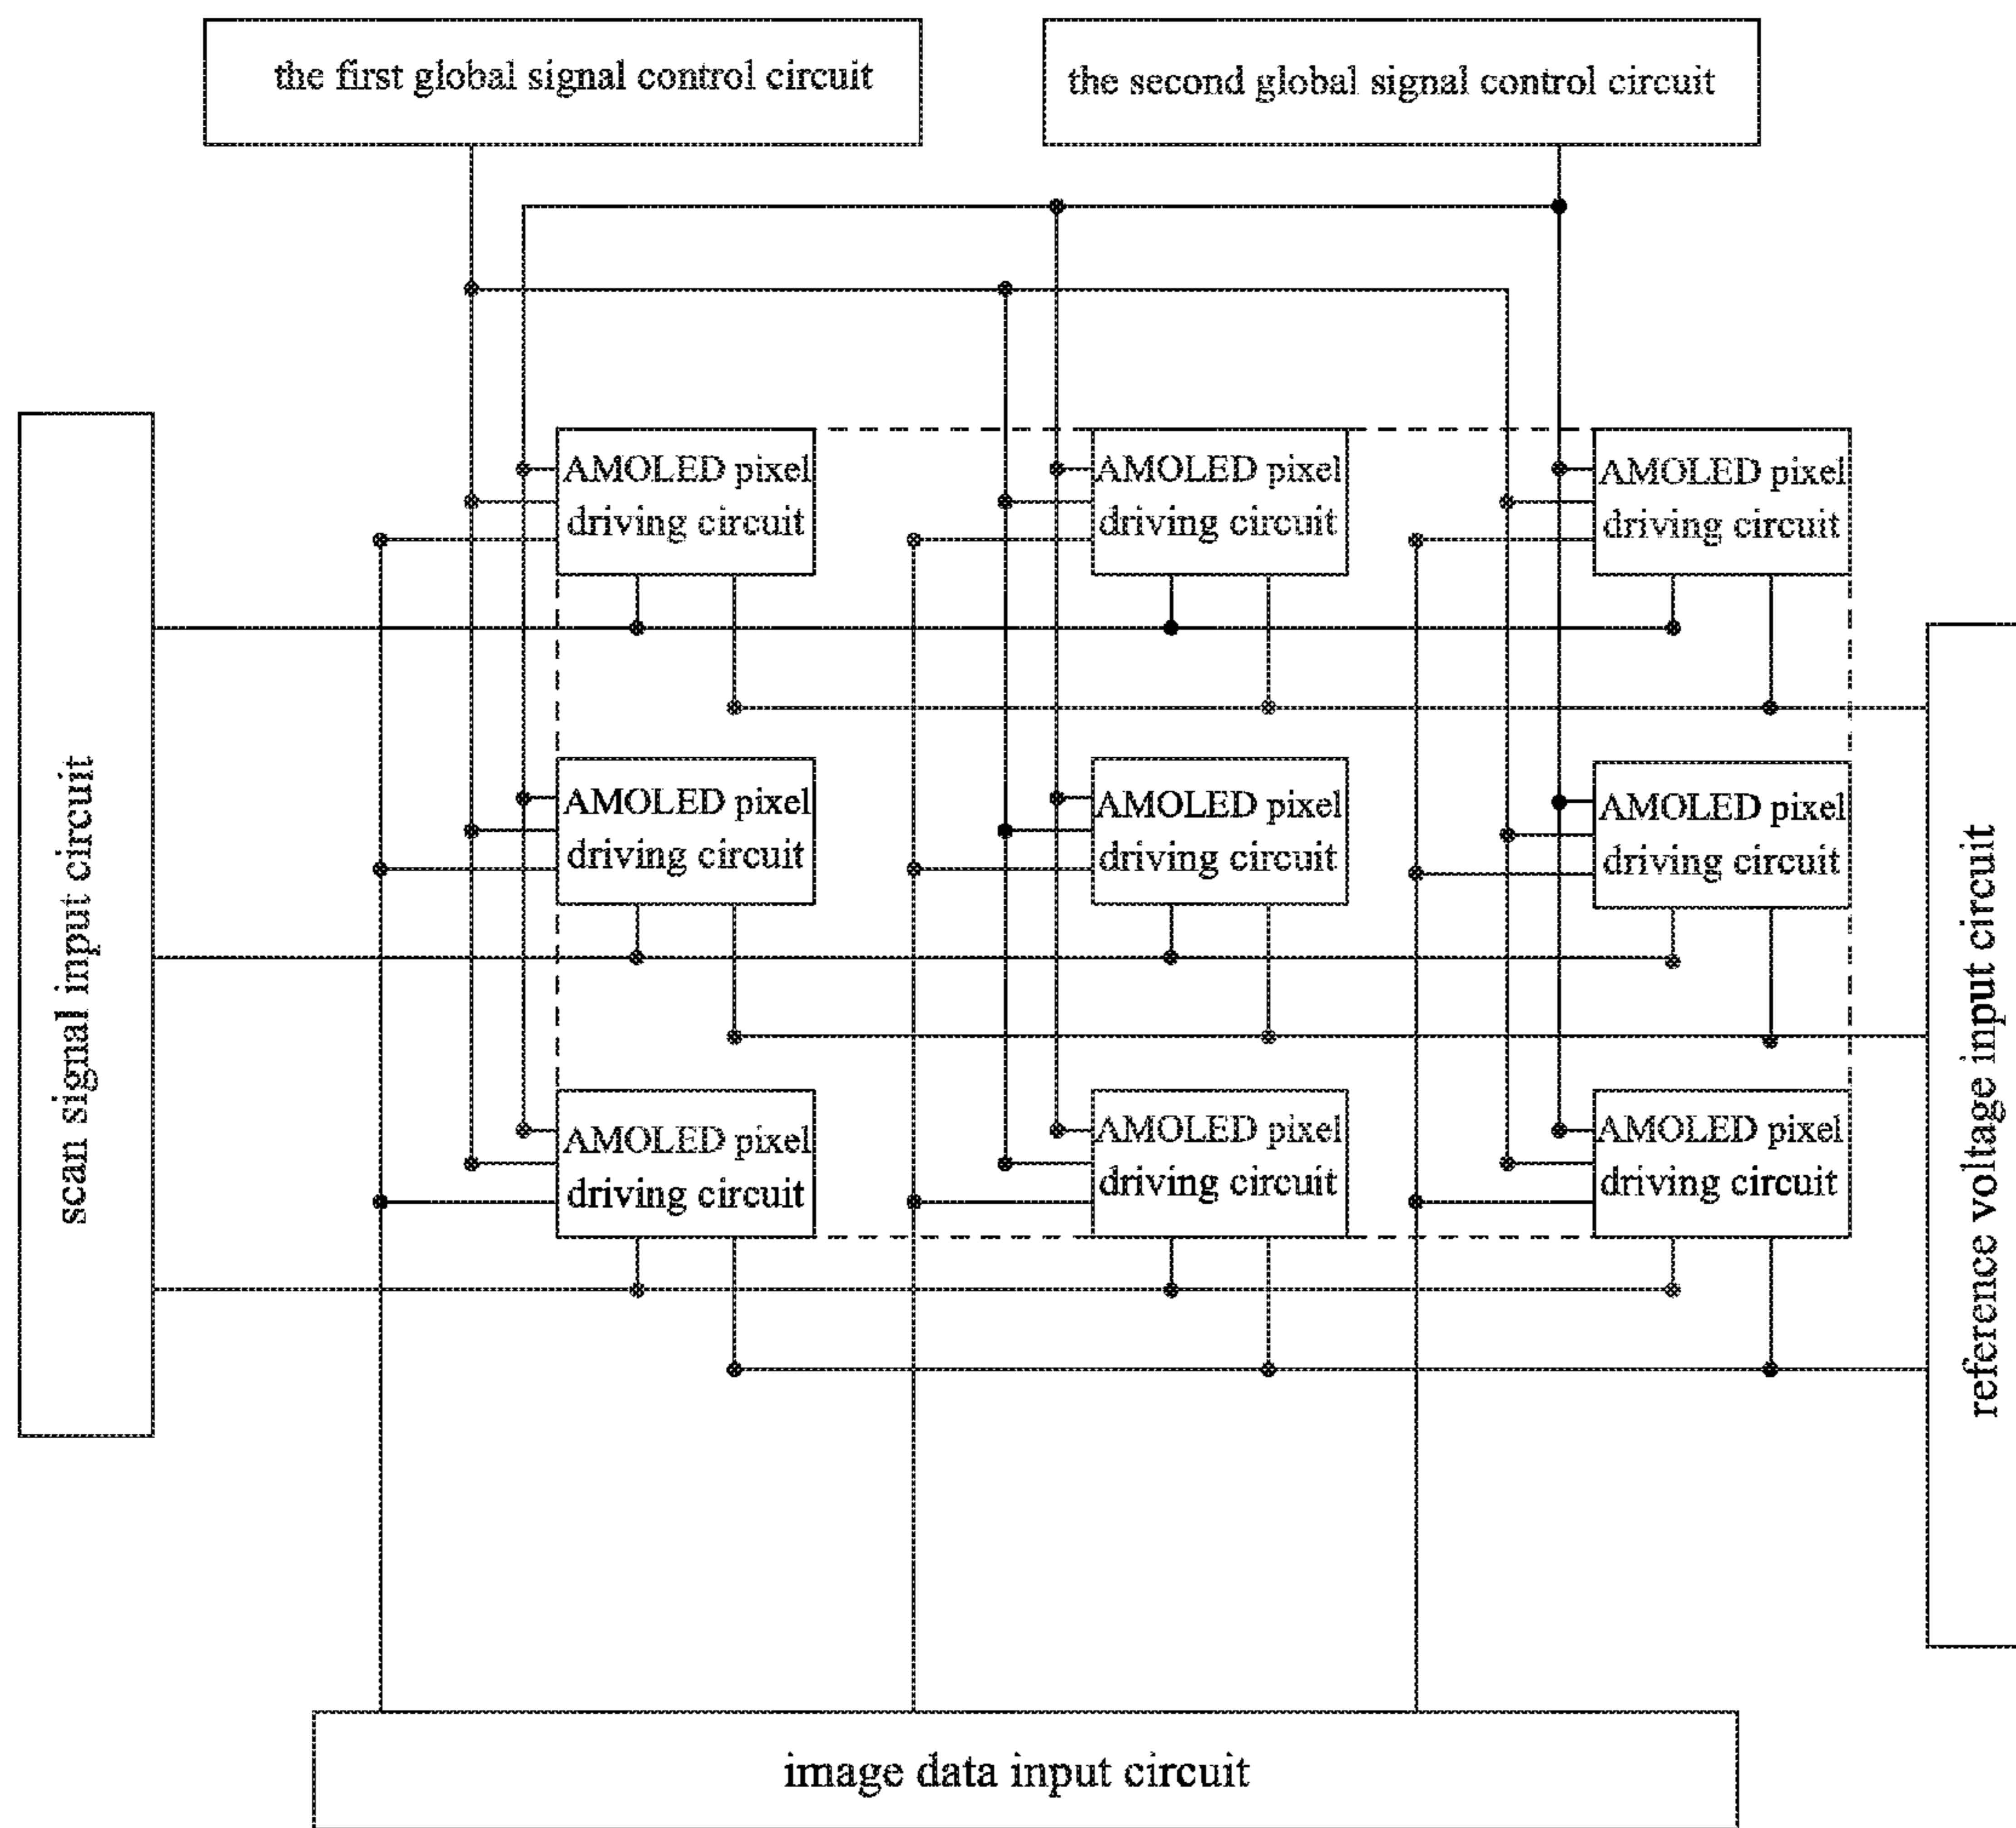 the first global signal control circuit
the second global signal control circuit
scan signal input circuit
AMOLED pixel
driving circuit
AMOLED pixel
driving circuit
AMOLED pixel
driving circuit
AMOLED pixel
driving circuit
AMOLED pixel
driving circuit
AMOLED pixel
driving circuit
AMOLED pixel
driving circuit
AMOLED pixel
driving circuit
AMOLED pixel
driving circuit
reference voltage input circuit
image data input circuit